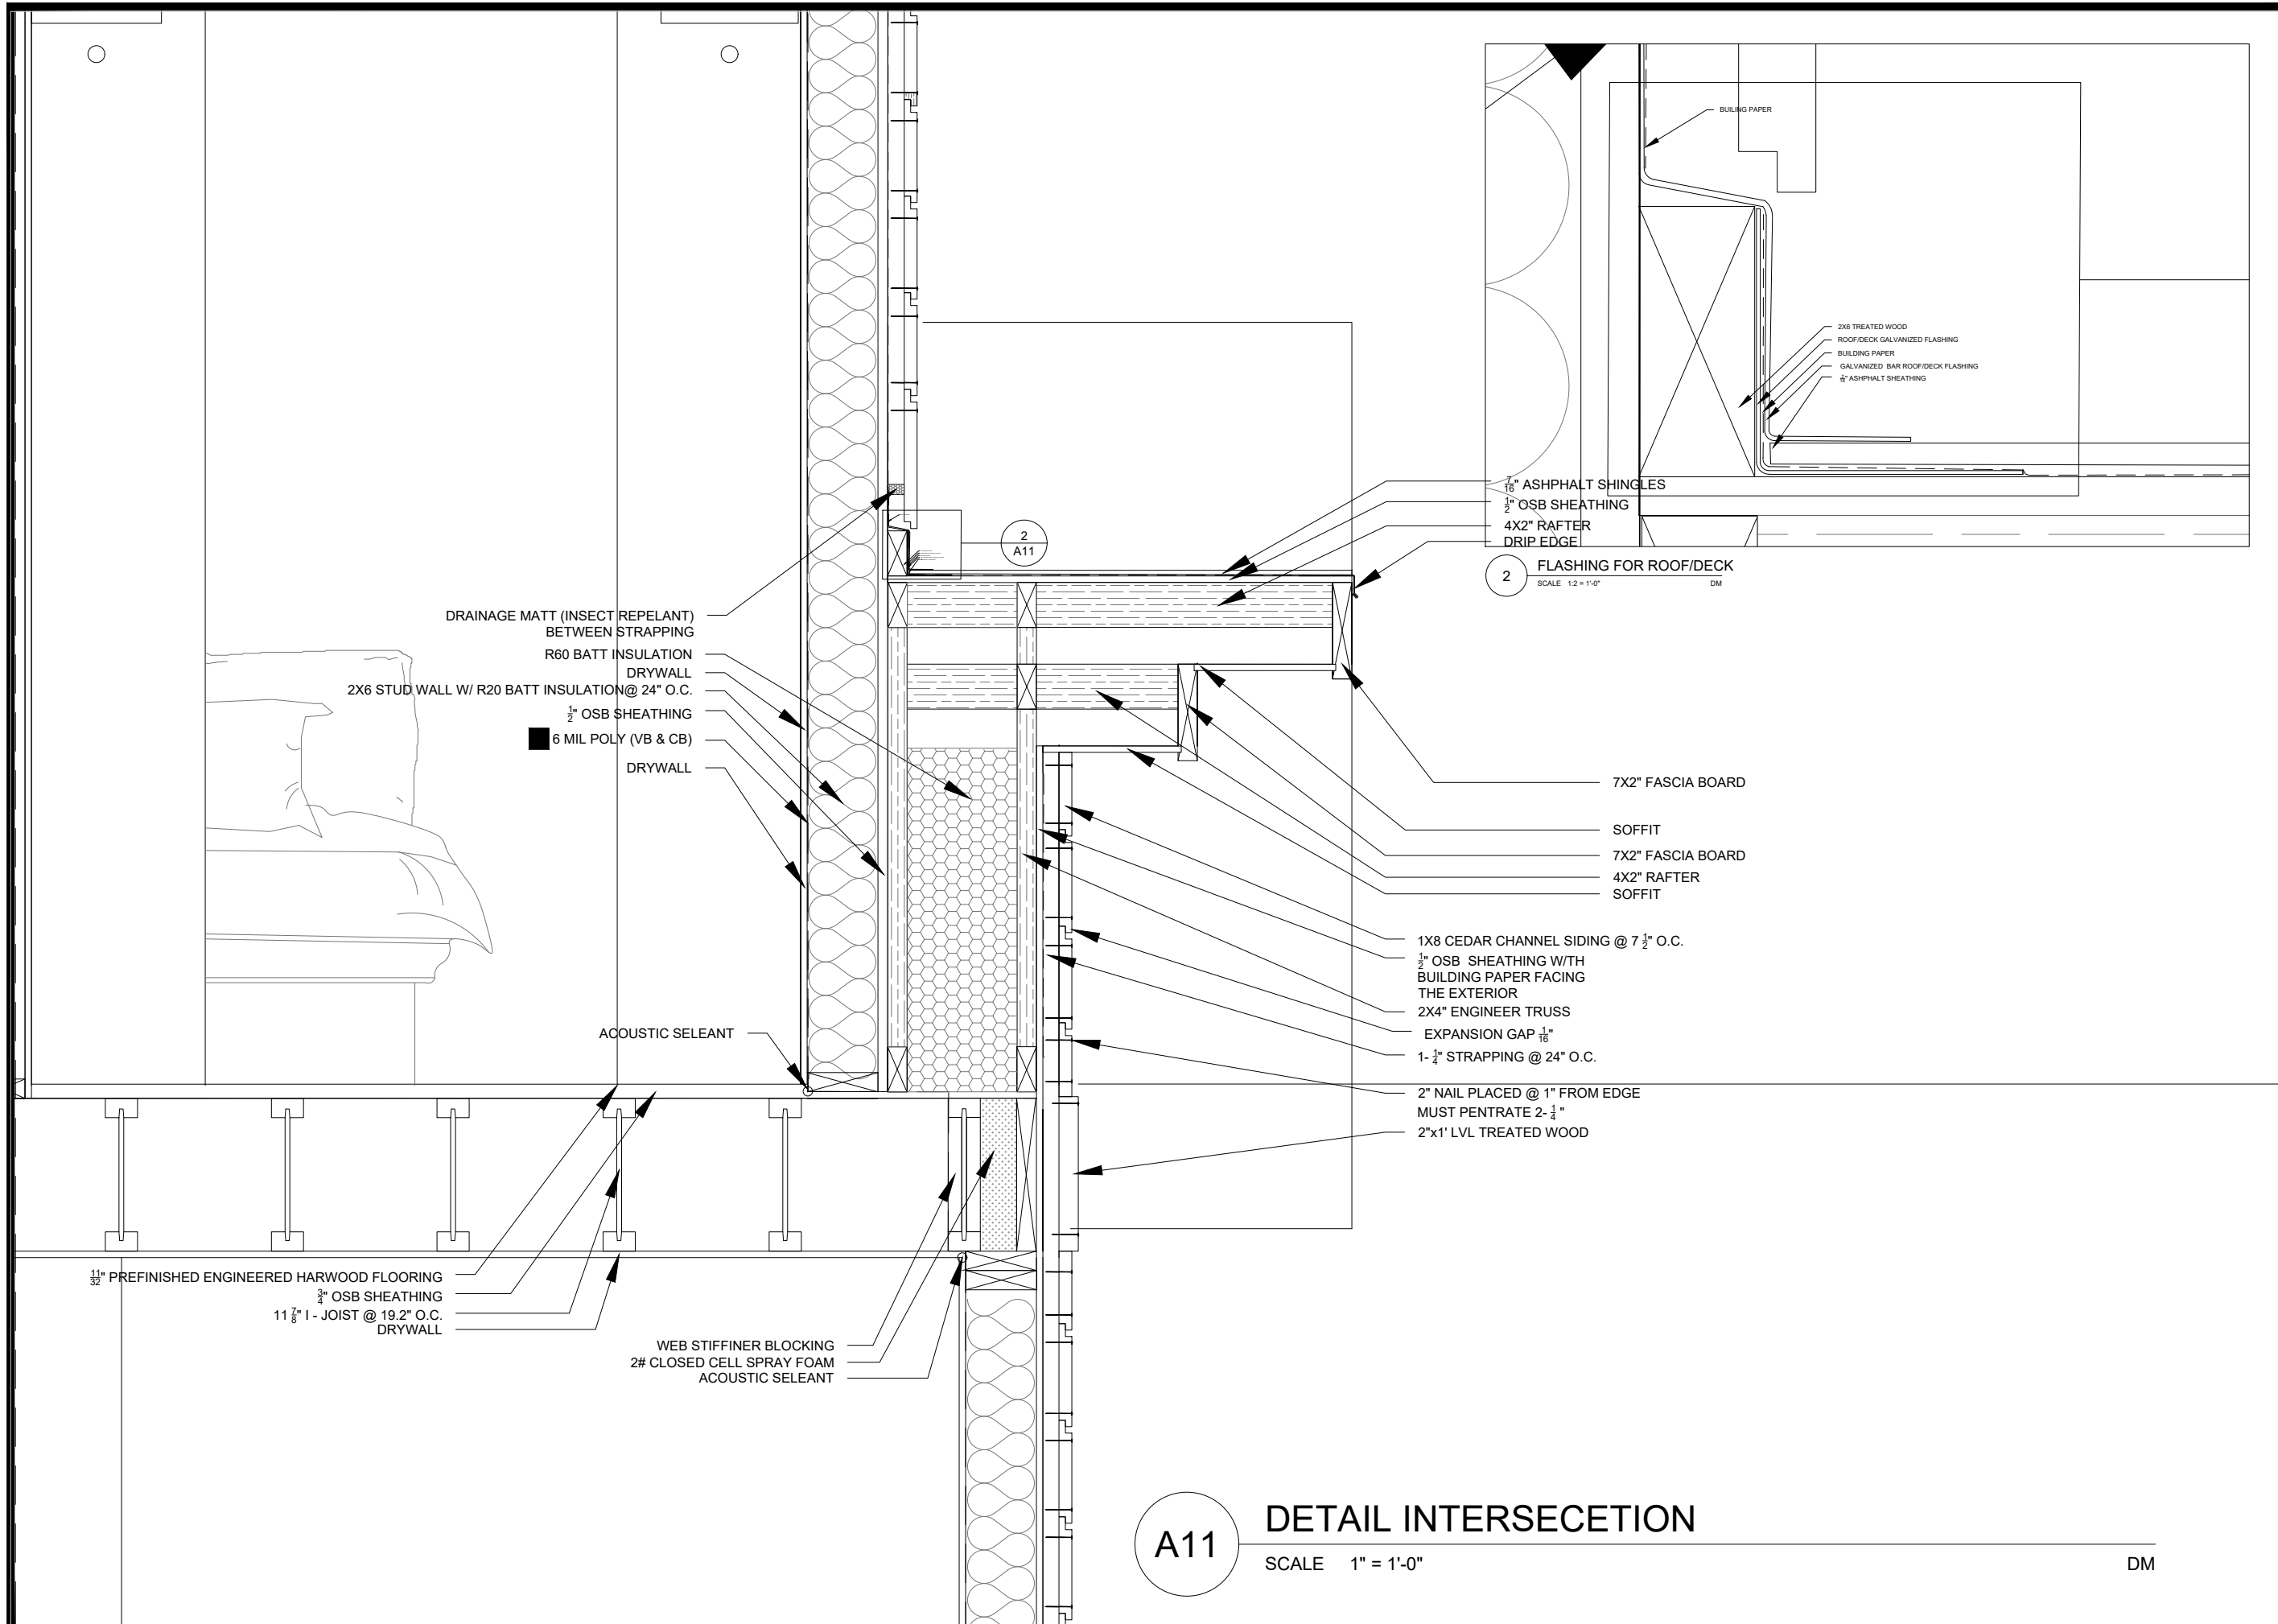 BUILING PAPER
2X6 TREATED WOOD
ROOF/DECK GALVANIZED FLASHING
BUILDING PAPER
GALVANIZED BAR ROOF/DECK FLASHING
" ASHPHALT SHEATHING
7/16" ASHPHALT SHINGLES
1/2" OSB SHEATHING
4X2" RAFTER
DRIP EDGE
2
FLASHING FOR ROOF/DECK
SCALE 1:2 = 1'-0"
DM
2
A11
DRAINAGE MATT (INSECT REPELANT)
BETWEEN STRAPPING
R60 BATT INSULATION
DRYWALL
2X6 STUD WALL W/ R20 BATT INSULATION@ 24" O.C.
1/2" OSB SHEATHING
6 MIL POLY (VB & CB)
DRYWALL
ACOUSTIC SELEANT
7X2" FASCIA BOARD
SOFFIT
7X2" FASCIA BOARD
4X2" RAFTER
SOFFIT
1X8 CEDAR CHANNEL SIDING @ 7 1/2" O.C.
1/2" OSB SHEATHING W/TH
BUILDING PAPER FACING
THE EXTERIOR
2X4" ENGINEER TRUSS
EXPANSION GAP 1/16"
1- 1/4" STRAPPING @ 24" O.C.
2" NAIL PLACED @ 1" FROM EDGE
MUST PENTRATE 2- 1/4"
2"x1' LVL TREATED WOOD
11/32" PREFINISHED ENGINEERED HARWOOD FLOORING
3/4" OSB SHEATHING
11 7/8" I - JOIST @ 19.2" O.C.
DRYWALL
WEB STIFFINER BLOCKING
2# CLOSED CELL SPRAY FOAM
ACOUSTIC SELEANT
A11
DETAIL INTERSECETION
SCALE 1" = 1'-0"
DM